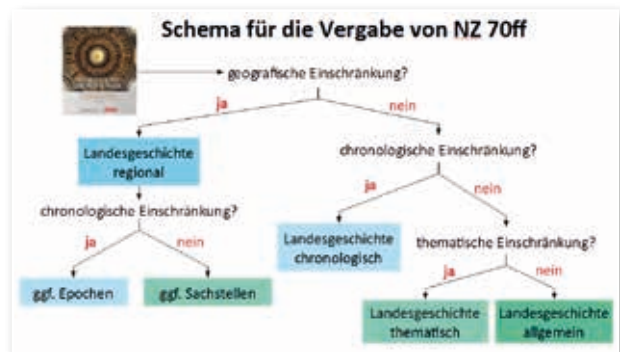 Schema für die Vergabe von NZ 70ff
geografische Einschränkung?
ja
nein
Landesgeschichte
regional
chronologische Einschränkung?
ja
nein
chronologische Einschränkung?
ja
nein
Landesgeschichte
chronologisch
thematische Einschränkung?
ggf. Epochen
ggf. Sachstellen
ja
nein
Landesgeschichte
thematisch
Landesgeschichte
allgemein